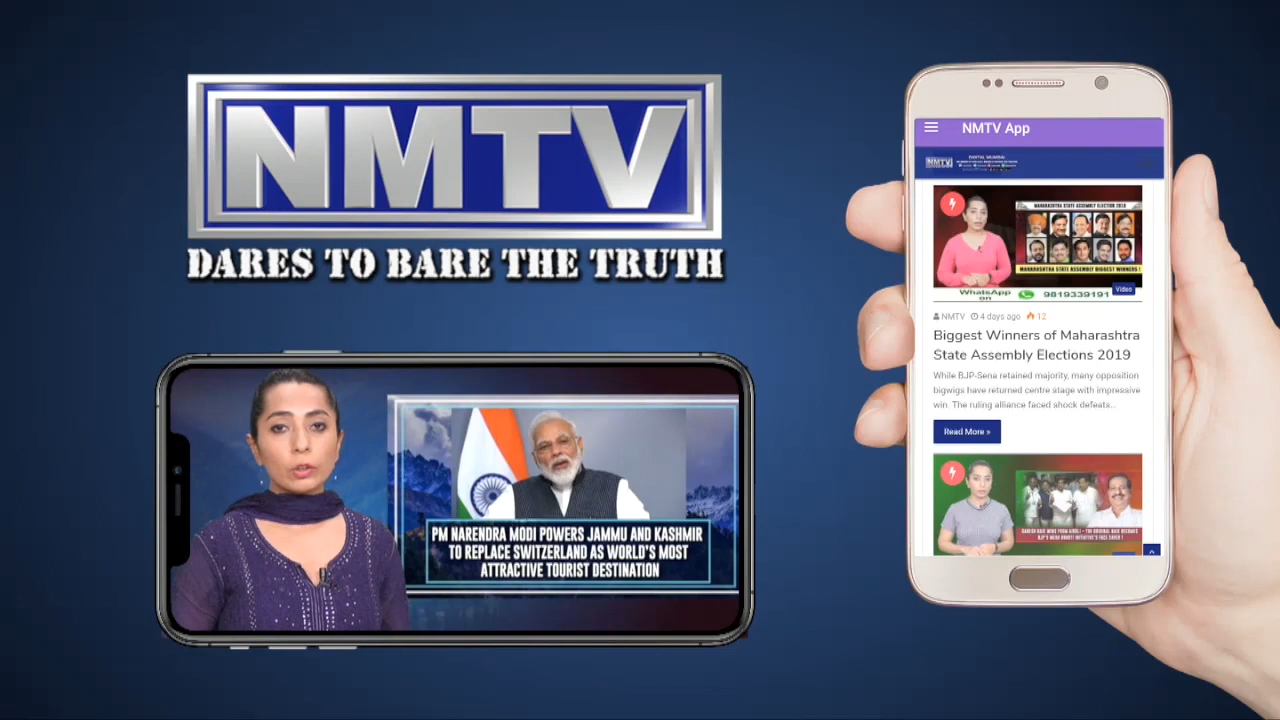 NMTV
DARES TO BARE THE TRUTH
PM NARENDRA MODI POWERS JAMMU AND KASHMIR
TO REPLACE SWITZERLAND AS WORLD'S MOST
ATTRACTIVE TOURIST DESTINATION
NMTV App
NMTV
DIGITAL MUMBAI
MAHARASHTRA STATE ASSEMBLY ELECTION 2019
MAHARASHTRA STATE ASSEMBLY BIGGEST WINNERS !
WhatsApp
on
9819339191
Video
NMTV 4 days ago 12
Biggest Winners of Maharashtra
State Assembly Elections 2019
While BJP-Sena retained majority, many opposition
bigwigs have returned centre stage with impressive
win. The ruling alliance faced shock defeats...
Read More »